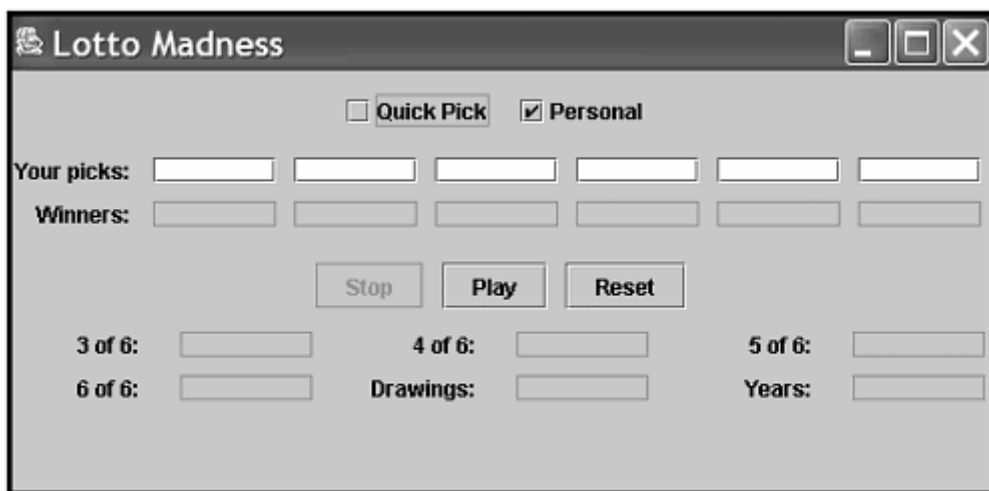 Lotto Madness
Quick Pick Personal
Your picks:
Winners:
Stop Play Reset
3 of 6: 4 of 6: 5 of 6:
6 of 6: Drawings: Years: